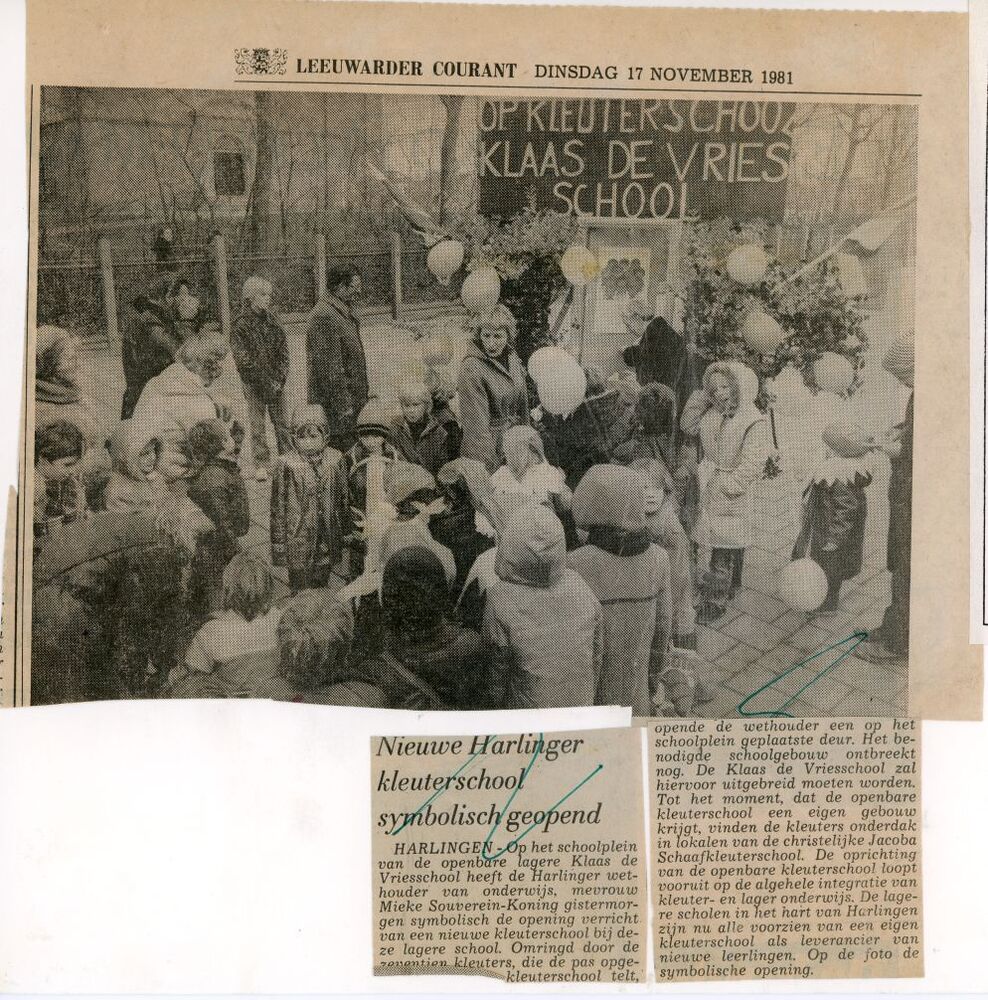 LEEUWARDER COURANT - DINSDAG 17 NOVEMBER 1981
OP KLEUTERSCHOOL
KLAAS DE VRIES
SCHOOL
Nieuwe Harlinger
kleuterschool
symbolisch geopend
HARLINGEN - Op het schoolplein
van de openbare lagere Klaas de
Vriesschool heeft de Harlinger wet-
houder van onderwijs, mevrouw
Mieke Souverein-Koning gistermor-
gen symbolisch de opening verricht
van een nieuwe kleuterschool bij de-
ze lagere school. Omringd door de
zeventien kleuters, die de pas opge-
kleuterschool telt,
opende de wethouder een op het
schoolplein geplaatste deur. Het be-
nodigde schoolgebouw ontbreekt
nog. De Klaas de Vriesschool zal
hiervoor uitgebreid moeten worden.
Tot het moment, dat de openbare
kleuterschool een eigen gebouw
krijgt, vinden de kleuters onderdak
in lokalen van de christelijke Jacoba
Schaafkleuterschool. De oprichting
van de openbare kleuterschool loopt
vooruit op de algehele integratie van
kleuter- en lager onderwijs. De lage-
re scholen in het hart van Harlingen
zijn nu alle voorzien van een eigen
kleuterschool als leverancier van
nieuwe leerlingen. Op de foto de
symbolische opening.